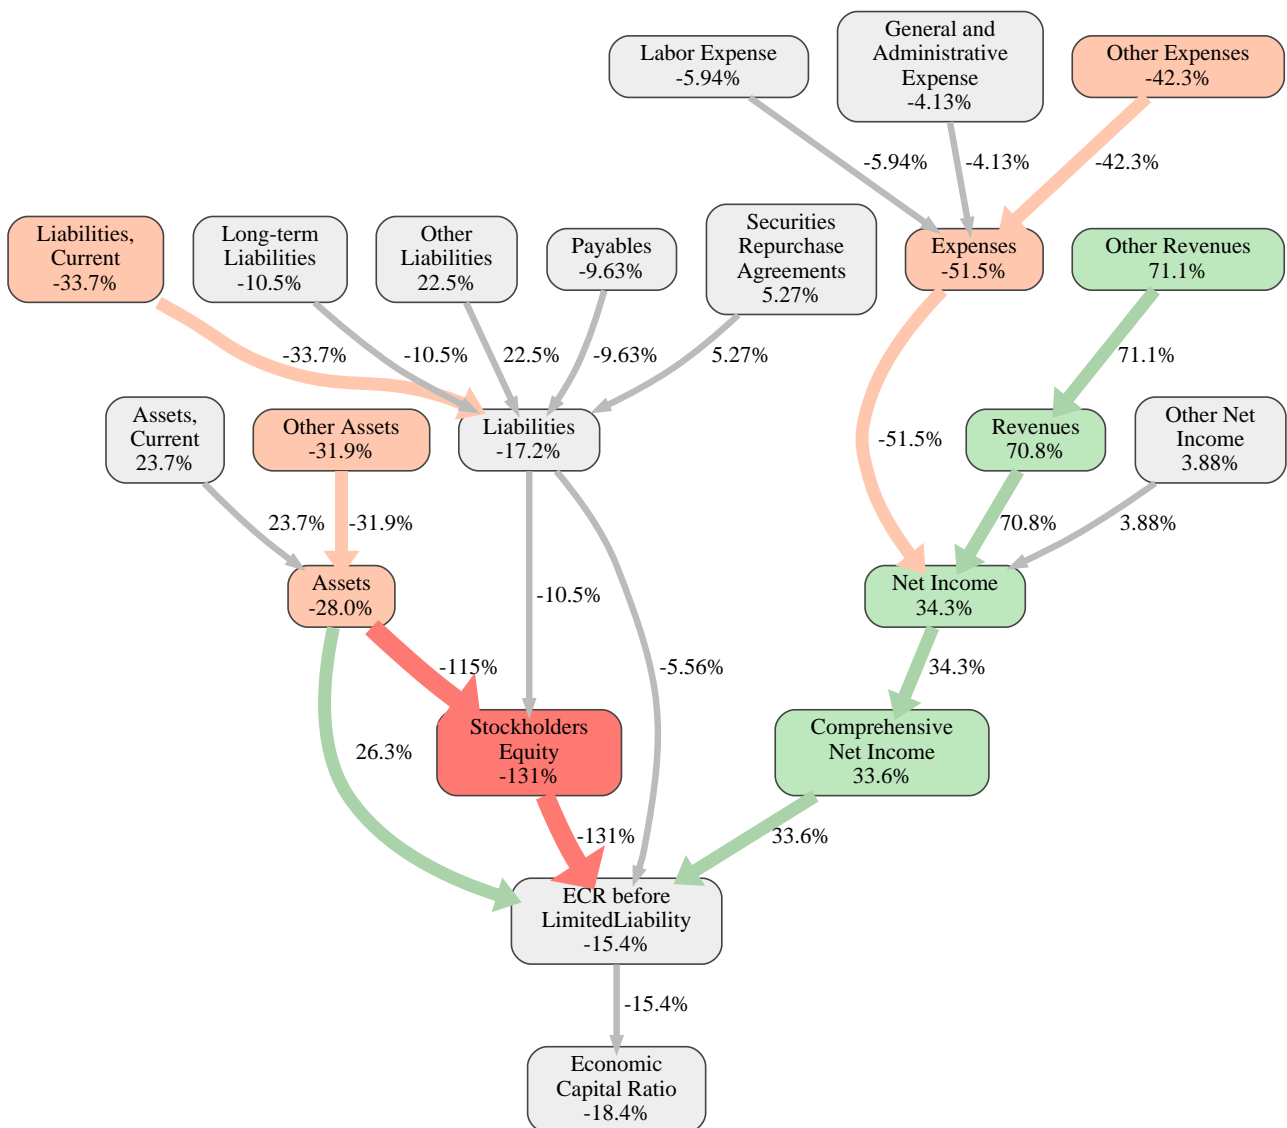 Labor Expense
-5.94%
General and
Administrative
Expense
-4.13%
Other Expenses
-42.3%
-5.94%
-4.13%
-42.3%
Liabilities,
Current
-33.7%
Long-term
Liabilities
-10.5%
Other
Liabilities
22.5%
Payables
-9.63%
Securities
Repurchase
Agreements
5.27%
Expenses
-51.5%
Other Revenues
71.1%
-33.7%
-10.5%
22.5%
-9.63%
5.27%
71.1%
Assets,
Current
23.7%
Other Assets
-31.9%
Liabilities
-17.2%
-51.5%
Revenues
70.8%
Other Net
Income
3.88%
23.7%
-31.9%
70.8%
3.88%
Assets
-28.0%
-10.5%
Net Income
34.3%
-115%
-5.56%
34.3%
26.3%
Stockholders
Equity
-131%
Comprehensive
Net Income
33.6%
-131%
33.6%
ECR before
LimitedLiability
-15.4%
-15.4%
Economic
Capital Ratio
-18.4%